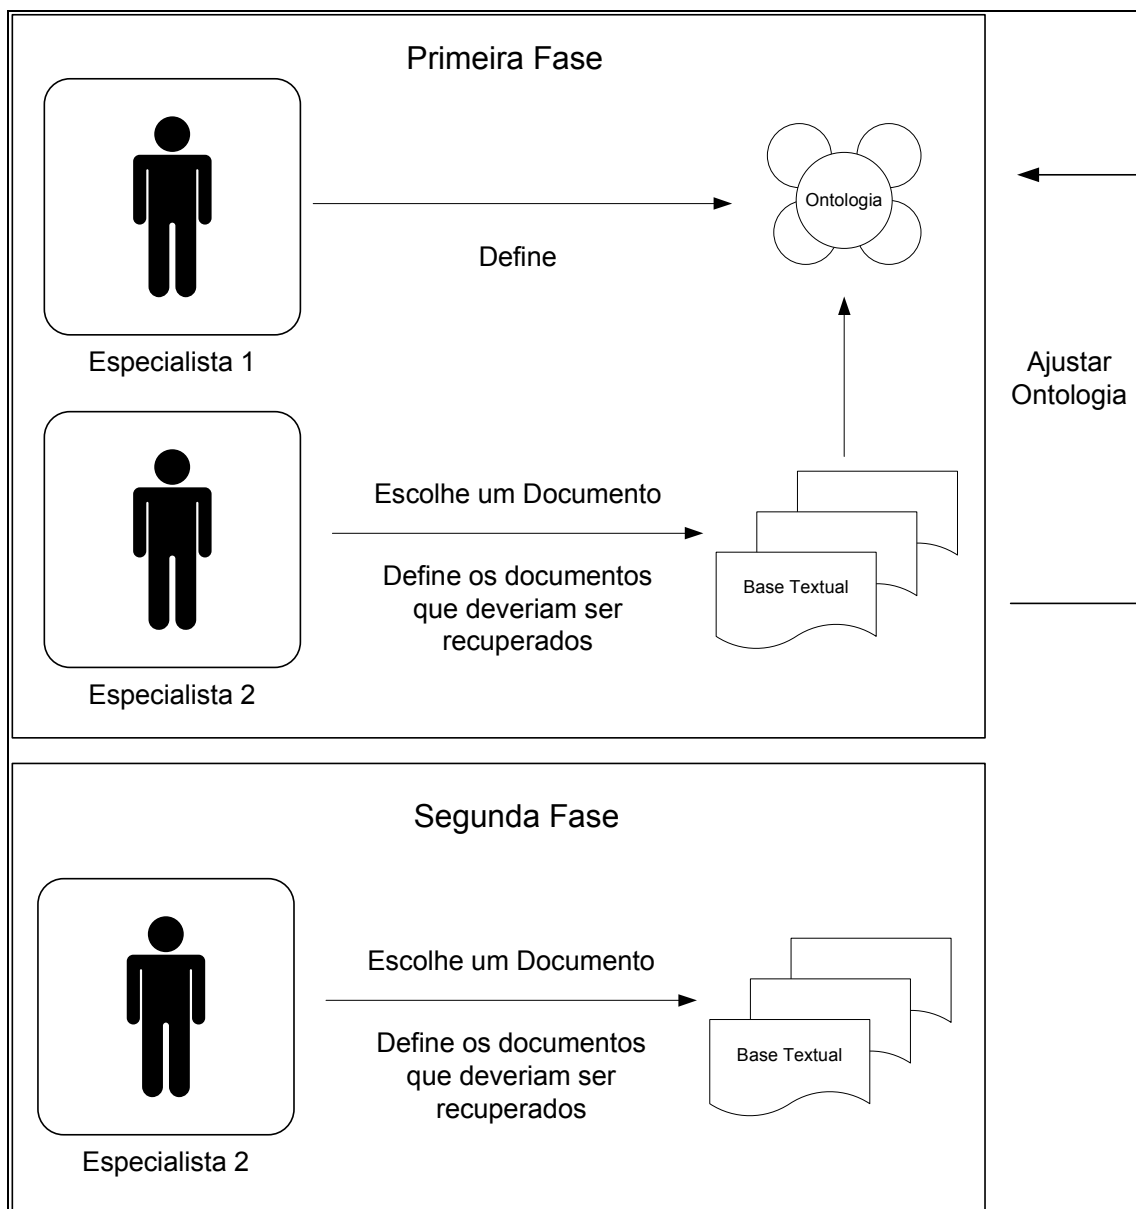 Primeira Fase
Ontologia
Define
Especialista 1
Ajustar
Ontologia
Escolhe um Documento
Define os documentos
que deveriam ser
recuperados
Base Textual
Especialista 2
Segunda Fase
Escolhe um Documento
Define os documentos
que deveriam ser
recuperados
Base Textual
Especialista 2